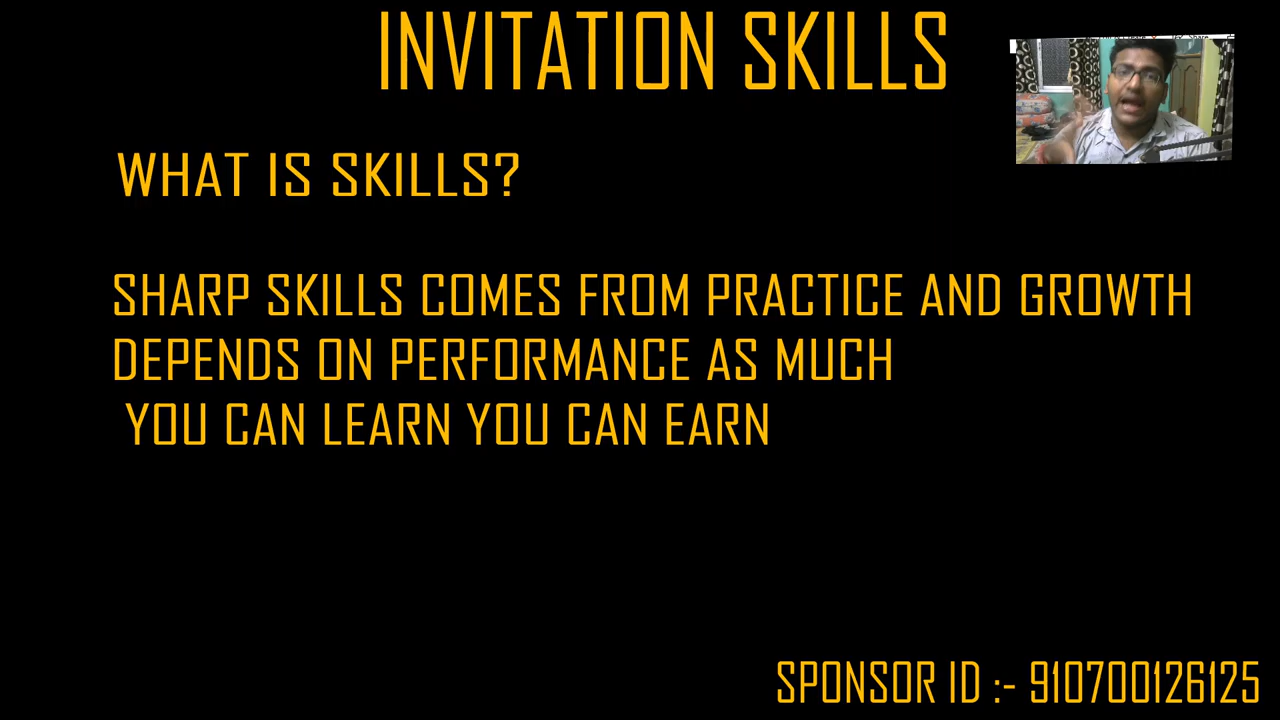 INVITATION SKILLS
WHAT IS SKILLS?
SHARP SKILLS COMES FROM PRACTICE AND GROWTH
DEPENDS ON PERFORMANCE AS MUCH
YOU CAN LEARN YOU CAN EARN
SPONSOR ID :- 910700126125